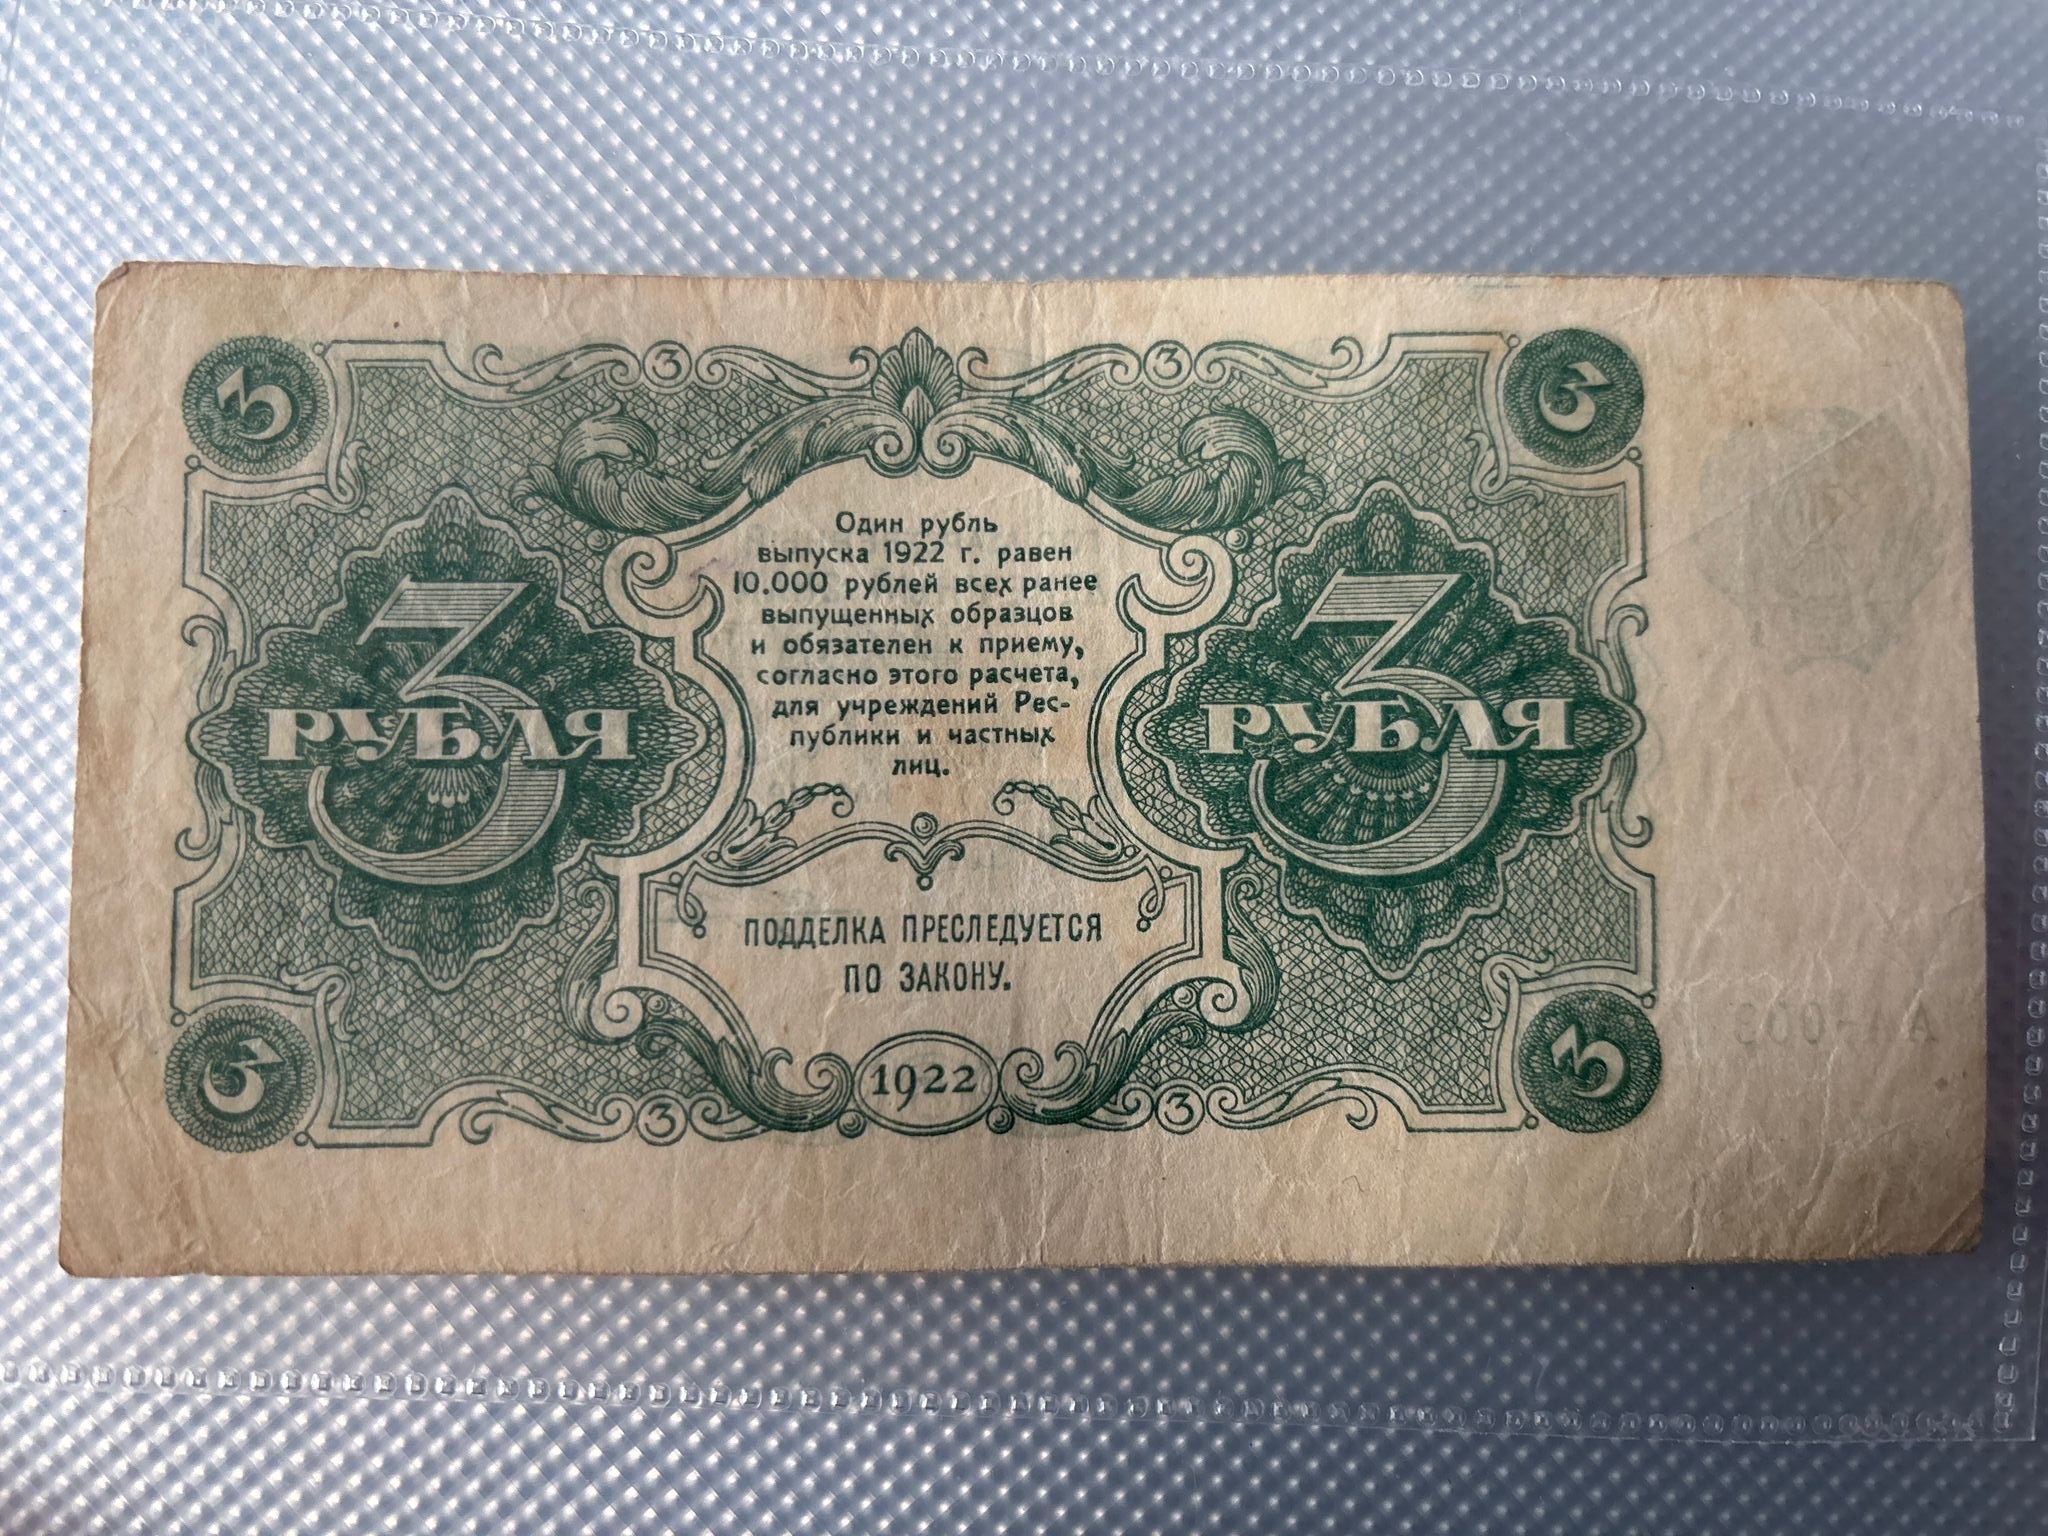 3
3
3
3
Один рубль
выпуска 1922 г. равен
10.000 рублей всех ранее
выпущенных образцов
и обязателен к приему,
согласно этого расчета,
для учреждений Рес-
публики и частных
лиц.
3
РУБЛЯ
3
РУБЛЯ
ПОДДЕЛКА ПРЕСЛЕДУЕТСЯ
ПО ЗАКОНУ.
3
3
1922
3
3